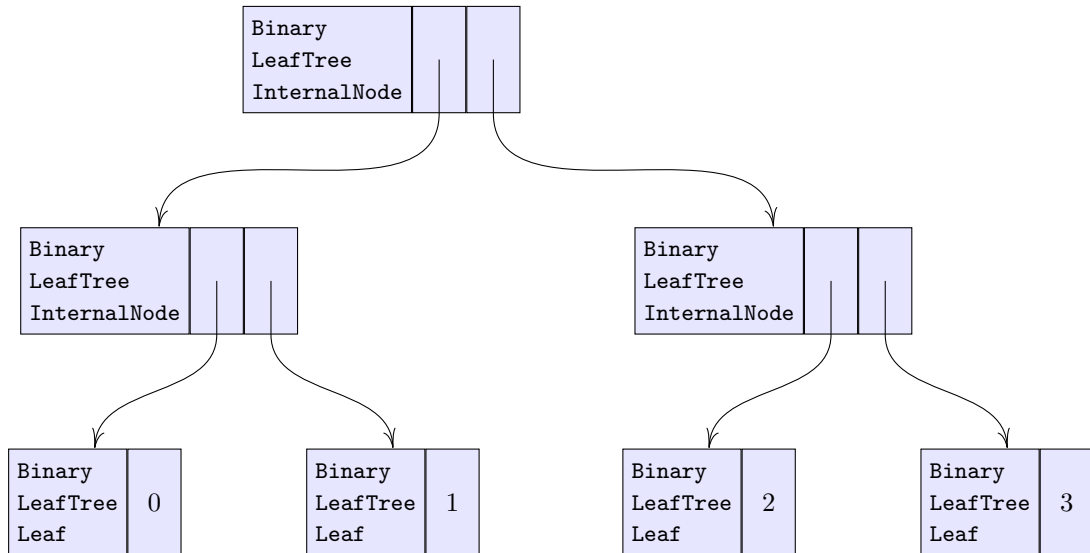 Binary
LeafTree
InternalNode
Binary
LeafTree
InternalNode
Binary
LeafTree
InternalNode
Binary
LeafTree
Leaf
0
Binary
LeafTree
Leaf
1
Binary
LeafTree
Leaf
2
Binary
LeafTree
Leaf
3